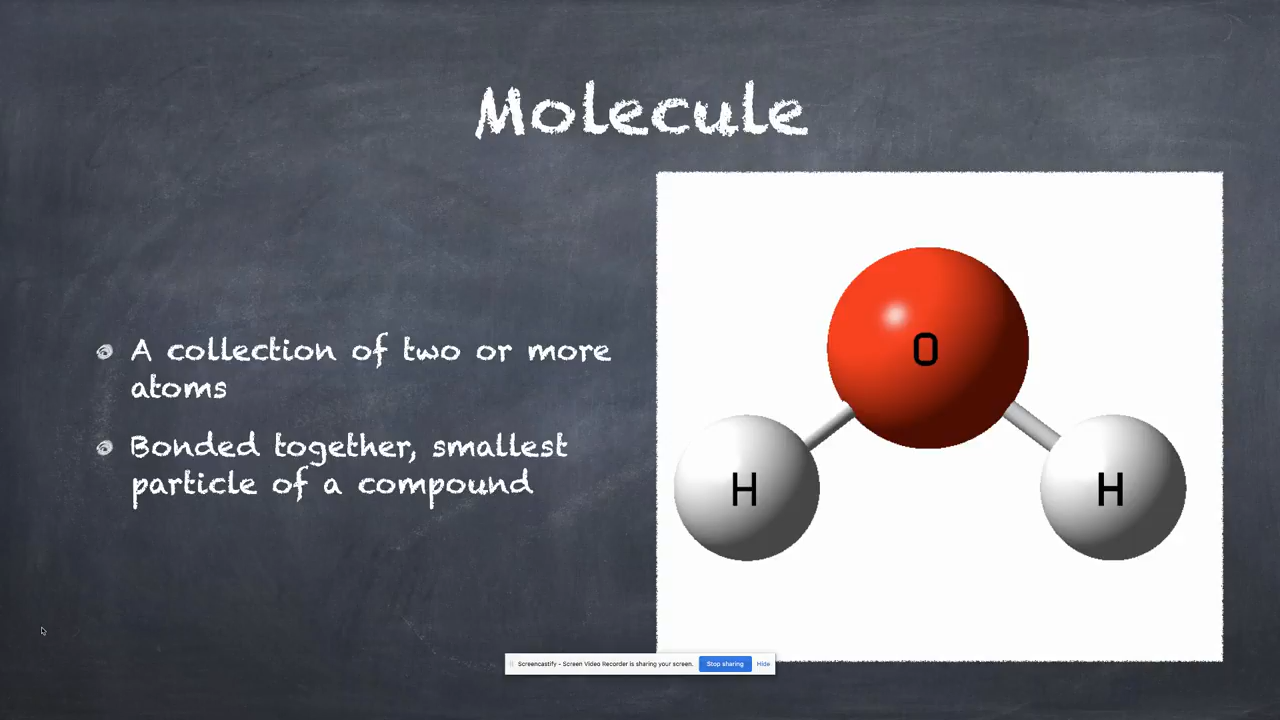 Molecule
A collection of two or more
atoms
Bonded together, smallest
particle of a compound
O
H
H
Screencastify - Screen Video Recorder is sharing your screen. Stop sharing Hide